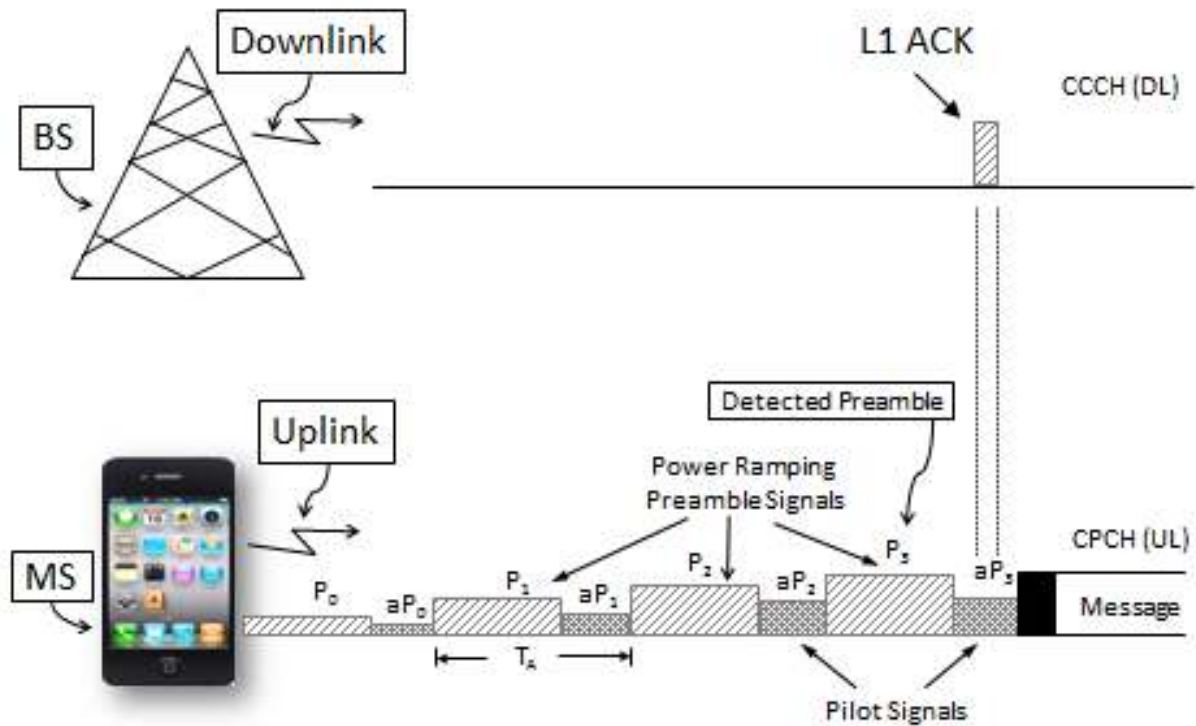 Downlink
L1 ACK
CCCH (DL)
BS
Detected Preamble
Uplink
Power Ramping
Preamble Signals
CPCH (UL)
MS
P₀
aP₀
P₁
aP₁
P₂
aP₂
P₃
aP₃
Message
Tₐ
Pilot Signals